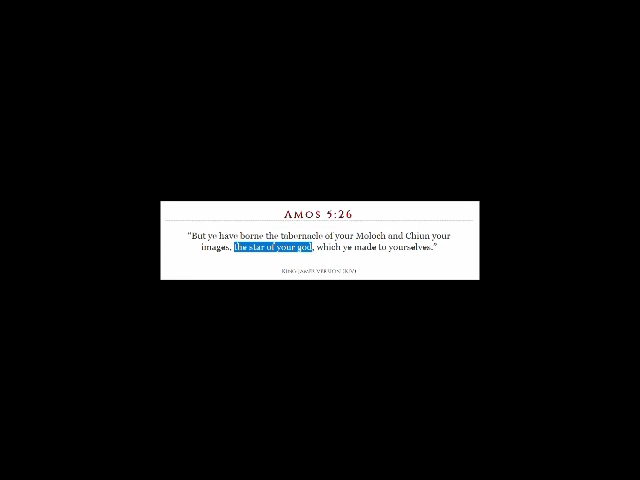 Amos 5:26
"But ye have borne the tabernacle of your Moloch and Chiun your
images, the star of your god, which ye made to yourselves."
King James Version (KJV)